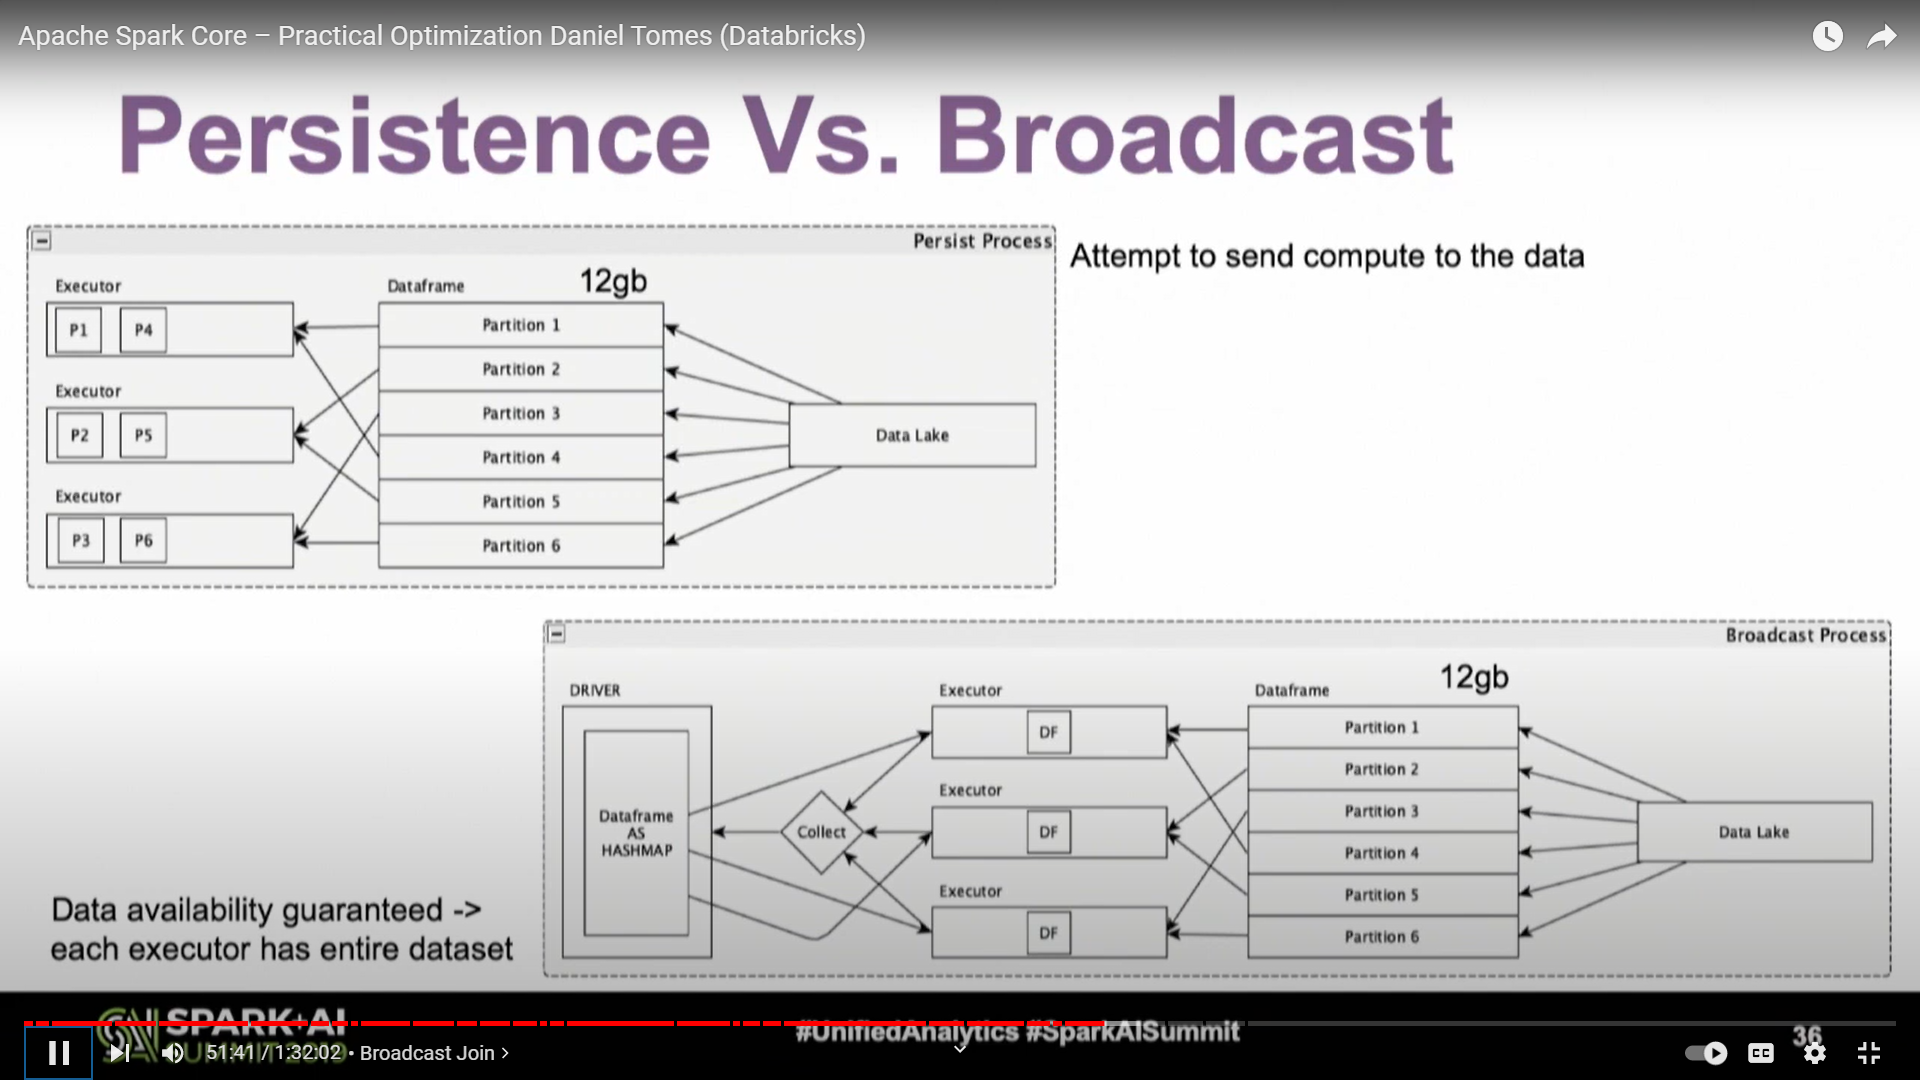 Apache Spark Core – Practical Optimization Daniel Tomes (Databricks)
Persistence Vs. Broadcast
Persist Process
Attempt to send compute to the data
Executor
P1 P4
Executor
P2 P5
Executor
P3 P6
Dataframe
12gb
Partition 1
Partition 2
Partition 3
Partition 4
Partition 5
Partition 6
Data Lake
Broadcast Process
DRIVER
Dataframe
AS
HASHMAP
Collect
Executor
DF
Executor
DF
Executor
DF
Dataframe
12gb
Partition 1
Partition 2
Partition 3
Partition 4
Partition 5
Partition 6
Data Lake
Data availability guaranteed ->
each executor has entire dataset
SPARK+AI
SUMMIT 2019
#UnifiedAnalytics #SparkAISummit
36
51:41 / 1:32:02 • Broadcast Join ›
CC